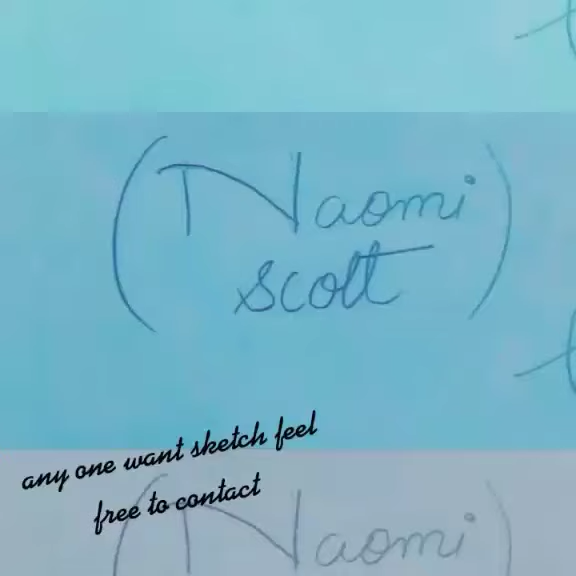 (Naomi
scott)
any one want sketch feel
free to contact
(Naomi)